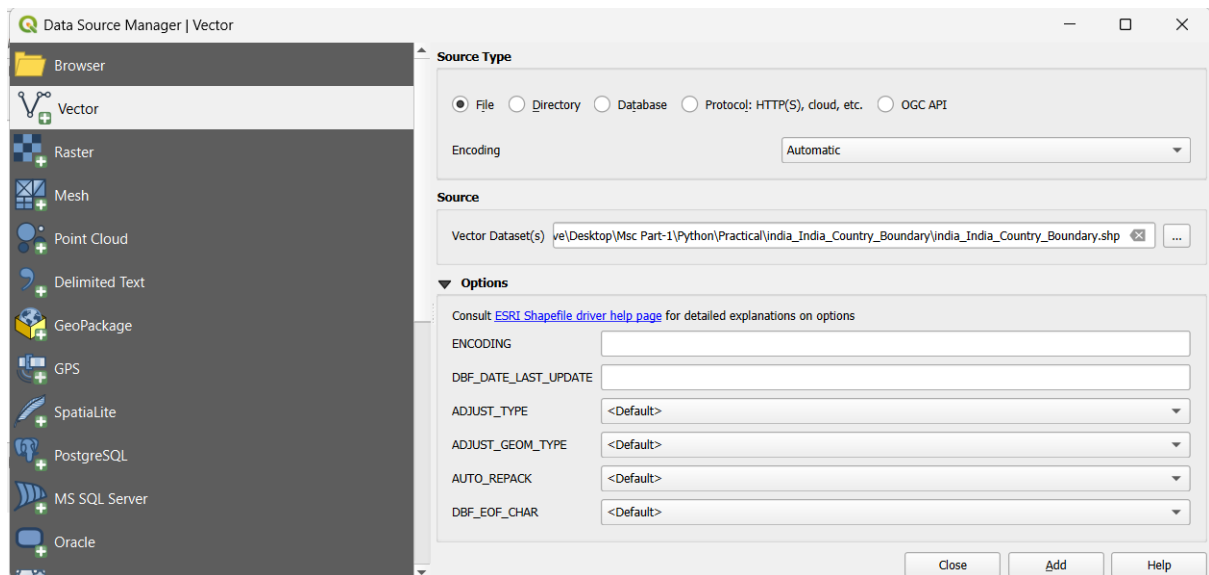 Data Source Manager | Vector
Browser
Vector
Raster
Mesh
Point Cloud
Delimited Text
GeoPackage
GPS
SpatiaLite
PostgreSQL
MS SQL Server
Oracle
Source Type
File Directory Database Protocol: HTTP(S), cloud, etc. OGC API
Encoding Automatic
Source
Vector Dataset(s) ve\Desktop\Msc Part-1\Python\Practical\india_India_Country_Boundary\india_India_Country_Boundary.shp ...
Options
Consult ESRI Shapefile driver help page for detailed explanations on options
ENCODING
DBF_DATE_LAST_UPDATE
ADJUST_TYPE <Default>
ADJUST_GEOM_TYPE <Default>
AUTO_REPACK <Default>
DBF_EOF_CHAR <Default>
Close Add Help